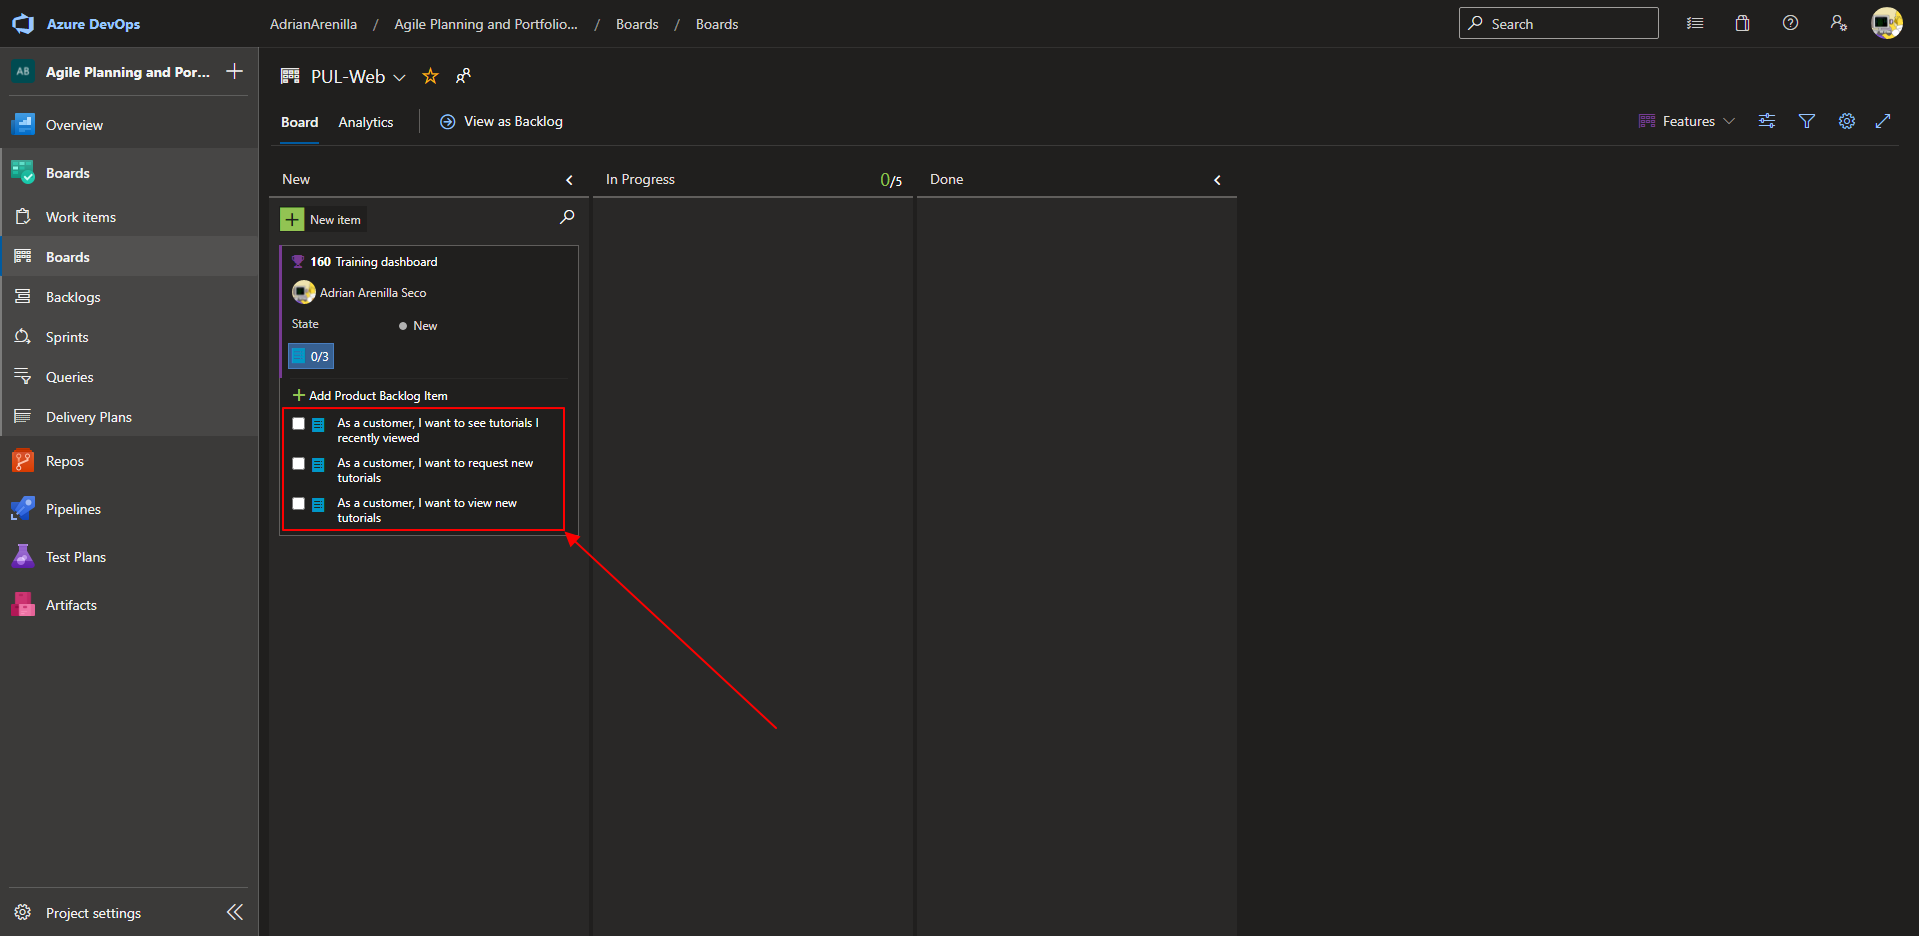 Azure DevOps
AdrianArenilla / Agile Planning and Portfolio... / Boards / Boards
Search
AB Agile Planning and Por...
Overview
Boards
Work items
Boards
Backlogs
Sprints
Queries
Delivery Plans
Repos
Pipelines
Test Plans
Artifacts
Project settings
PUL-Web
Board Analytics View as Backlog
Features
New
In Progress 0/5
Done
New item
160 Training dashboard
Adrian Arenilla Seco
State New
0/3
Add Product Backlog Item
As a customer, I want to see tutorials I
recently viewed
As a customer, I want to request new
tutorials
As a customer, I want to view new
tutorials